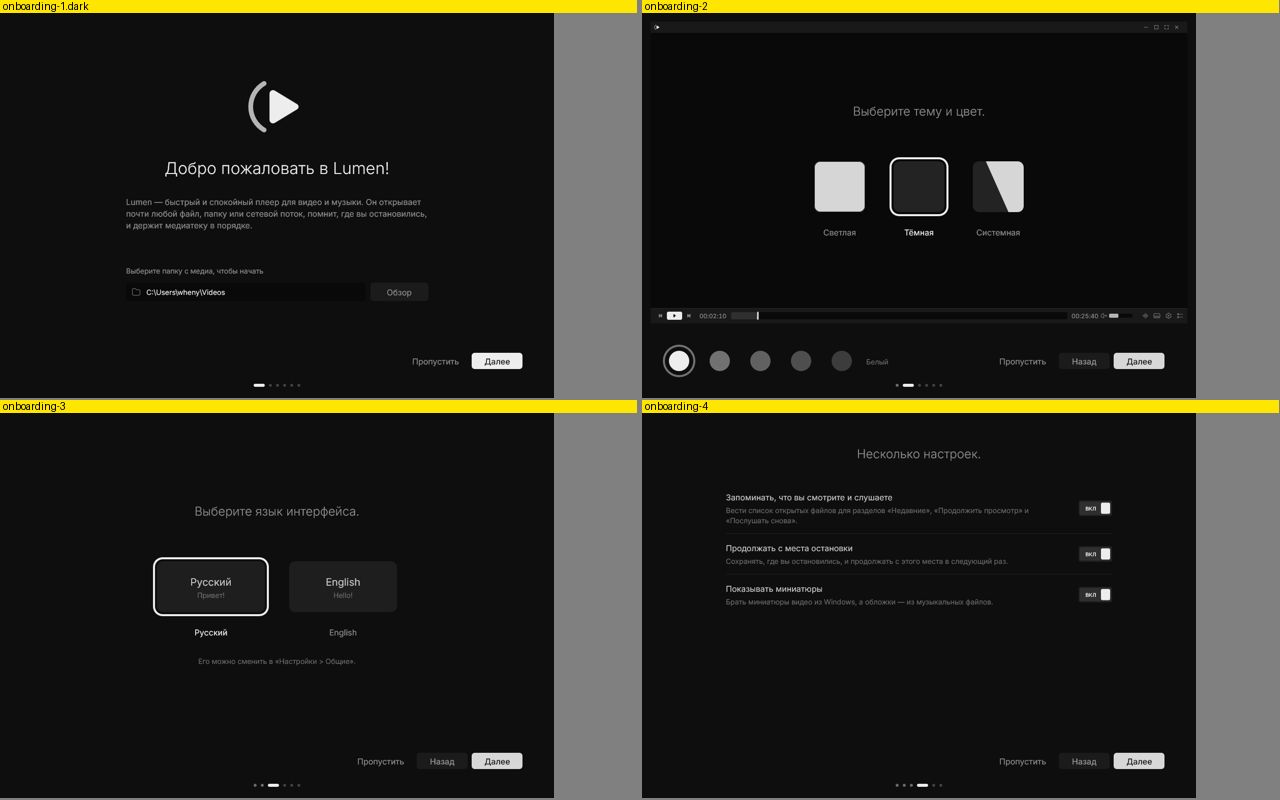 onboarding-1.dark
Добро пожаловать в Lumen!
Lumen — быстрый и спокойный плеер для видео и музыки. Он открывает
почти любой файл, папку или сетевой поток, помнит, где вы остановились,
и держит медиатеку в порядке.
Выберите папку с медиа, чтобы начать
C:\Users\wheny\Videos
Обзор
Пропустить
Далее
onboarding-2
Выберите тему и цвет.
Светлая
Тёмная
Системная
00:02:10
00:25:40
Белый
Пропустить
Назад
Далее
onboarding-3
Выберите язык интерфейса.
Русский
Привет!
English
Hello!
Русский
English
Его можно сменить в «Настройки > Общие».
Пропустить
Назад
Далее
onboarding-4
Несколько настроек.
Запоминать, что вы смотрите и слушаете
Вести список открытых файлов для разделов «Недавние», «Продолжить просмотр» и
«Послушать снова».
вкл
Продолжать с места остановки
Сохранять, где вы остановились, и продолжать с этого места в следующий раз.
вкл
Показывать миниатюры
Брать миниатюры видео из Windows, а обложки — из музыкальных файлов.
вкл
Пропустить
Назад
Далее